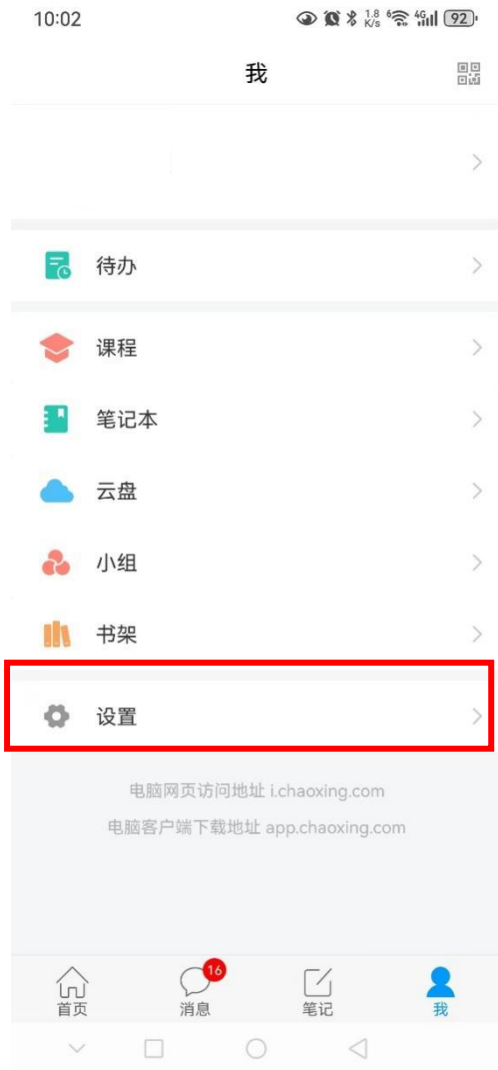 10:02
1.8 K/s 6 4G 92
我
待办
课程
笔记本
云盘
小组
书架
设置
电脑网页访问地址 i.chaoxing.com
电脑客户端下载地址 app.chaoxing.com
16
首页 消息 笔记 我